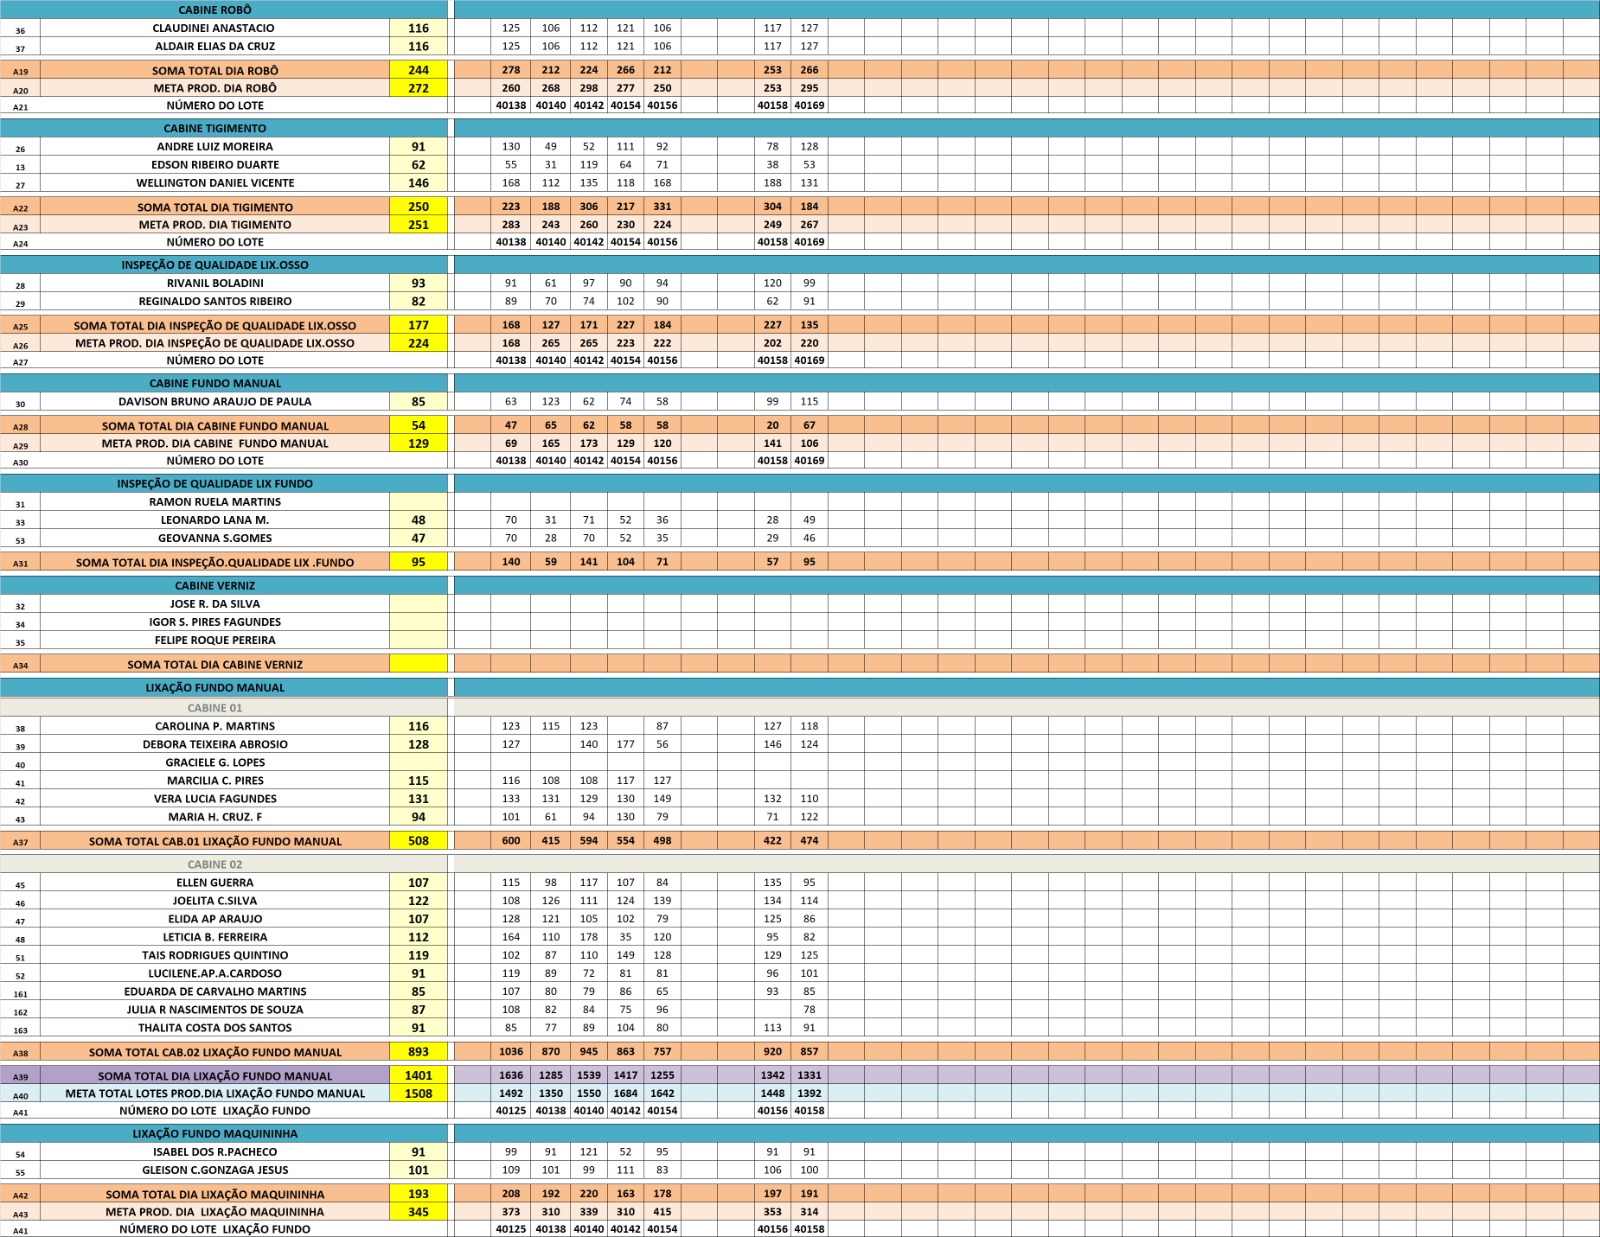 CABINE ROBÔ
36 CLAUDINEI ANASTACIO 116 125 106 112 121 106 117 127
37 ALDAIR ELIAS DA CRUZ 116 125 106 112 121 106 117 127
A19 SOMA TOTAL DIA ROBÔ 244 278 212 224 266 212 253 266
A20 META PROD. DIA ROBÔ 272 260 268 298 277 250 253 295
A21 NÚMERO DO LOTE 40138 40140 40142 40154 40156 40158 40169
CABINE TIGIMENTO
26 ANDRE LUIZ MOREIRA 91 130 49 52 111 92 78 128
13 EDSON RIBEIRO DUARTE 62 55 31 119 64 71 38 53
27 WELLINGTON DANIEL VICENTE 146 168 112 135 118 168 188 131
A22 SOMA TOTAL DIA TIGIMENTO 250 223 188 306 217 331 304 184
A23 META PROD. DIA TIGIMENTO 251 283 243 260 230 224 249 267
A24 NÚMERO DO LOTE 40138 40140 40142 40154 40156 40158 40169
INSPEÇÃO DE QUALIDADE LIX.OSSO
28 RIVANIL BOLADINI 93 91 61 97 90 94 120 99
29 REGINALDO SANTOS RIBEIRO 82 89 70 74 102 90 62 91
A25 SOMA TOTAL DIA INSPEÇÃO DE QUALIDADE LIX.OSSO 177 168 127 171 227 184 227 135
A26 META PROD. DIA INSPEÇÃO DE QUALIDADE LIX.OSSO 224 168 265 265 223 222 202 220
A27 NÚMERO DO LOTE 40138 40140 40142 40154 40156 40158 40169
CABINE FUNDO MANUAL
30 DAVISON BRUNO ARAUJO DE PAULA 85 63 123 62 74 58 99 115
A28 SOMA TOTAL DIA CABINE FUNDO MANUAL 54 47 65 62 58 58 20 67
A29 META PROD. DIA CABINE FUNDO MANUAL 129 69 165 173 129 120 141 106
A30 NÚMERO DO LOTE 40138 40140 40142 40154 40156 40158 40169
INSPEÇÃO DE QUALIDADE LIX FUNDO
31 RAMON RUELA MARTINS
33 LEONARDO LANA M. 48 70 31 71 52 36 28 49
53 GEOVANNA S.GOMES 47 70 28 70 52 35 29 46
A31 SOMA TOTAL DIA INSPEÇÃO.QUALIDADE LIX .FUNDO 95 140 59 141 104 71 57 95
CABINE VERNIZ
32 JOSE R. DA SILVA
34 IGOR S. PIRES FAGUNDES
35 FELIPE ROQUE PEREIRA
A34 SOMA TOTAL DIA CABINE VERNIZ
LIXAÇÃO FUNDO MANUAL
CABINE 01
38 CAROLINA P. MARTINS 116 123 115 123 87 127 118
39 DEBORA TEIXEIRA ABROSIO 128 127 140 177 56 146 124
40 GRACIELE G. LOPES
41 MARCILIA C. PIRES 115 116 108 108 117 127
42 VERA LUCIA FAGUNDES 131 133 131 129 130 149 132 110
43 MARIA H. CRUZ. F 94 101 61 94 130 79 71 122
A37 SOMA TOTAL CAB.01 LIXAÇÃO FUNDO MANUAL 508 600 415 594 554 498 422 474
CABINE 02
45 ELLEN GUERRA 107 115 98 117 107 84 135 95
46 JOELITA C.SILVA 122 108 126 111 124 139 134 114
47 ELIDA AP ARAUJO 107 128 121 105 102 79 125 86
48 LETICIA B. FERREIRA 112 164 110 178 35 120 95 82
51 TAIS RODRIGUES QUINTINO 119 102 87 110 149 128 129 125
52 LUCILENE.AP.A.CARDOSO 91 119 89 72 81 81 96 101
161 EDUARDA DE CARVALHO MARTINS 85 107 80 79 86 65 93 85
162 JULIA R NASCIMENTOS DE SOUZA 87 108 82 84 75 96 78
163 THALITA COSTA DOS SANTOS 91 85 77 89 104 80 113 91
A38 SOMA TOTAL CAB.02 LIXAÇÃO FUNDO MANUAL 893 1036 870 945 863 757 920 857
A39 SOMA TOTAL DIA LIXAÇÃO FUNDO MANUAL 1401 1636 1285 1539 1417 1255 1342 1331
A40 META TOTAL LOTES PROD.DIA LIXAÇÃO FUNDO MANUAL 1508 1492 1350 1550 1684 1642 1448 1392
A41 NÚMERO DO LOTE LIXAÇÃO FUNDO 40125 40138 40140 40142 40154 40156 40158
LIXAÇÃO FUNDO MAQUININHA
54 ISABEL DOS R.PACHECO 91 99 91 121 52 95 91 91
55 GLEISON C.GONZAGA JESUS 101 109 101 99 111 83 106 100
A42 SOMA TOTAL DIA LIXAÇÃO MAQUININHA 193 208 192 220 163 178 197 191
A43 META PROD. DIA LIXAÇÃO MAQUININHA 345 373 310 339 310 415 353 314
A41 NÚMERO DO LOTE LIXAÇÃO FUNDO 40125 40138 40140 40142 40154 40156 40158